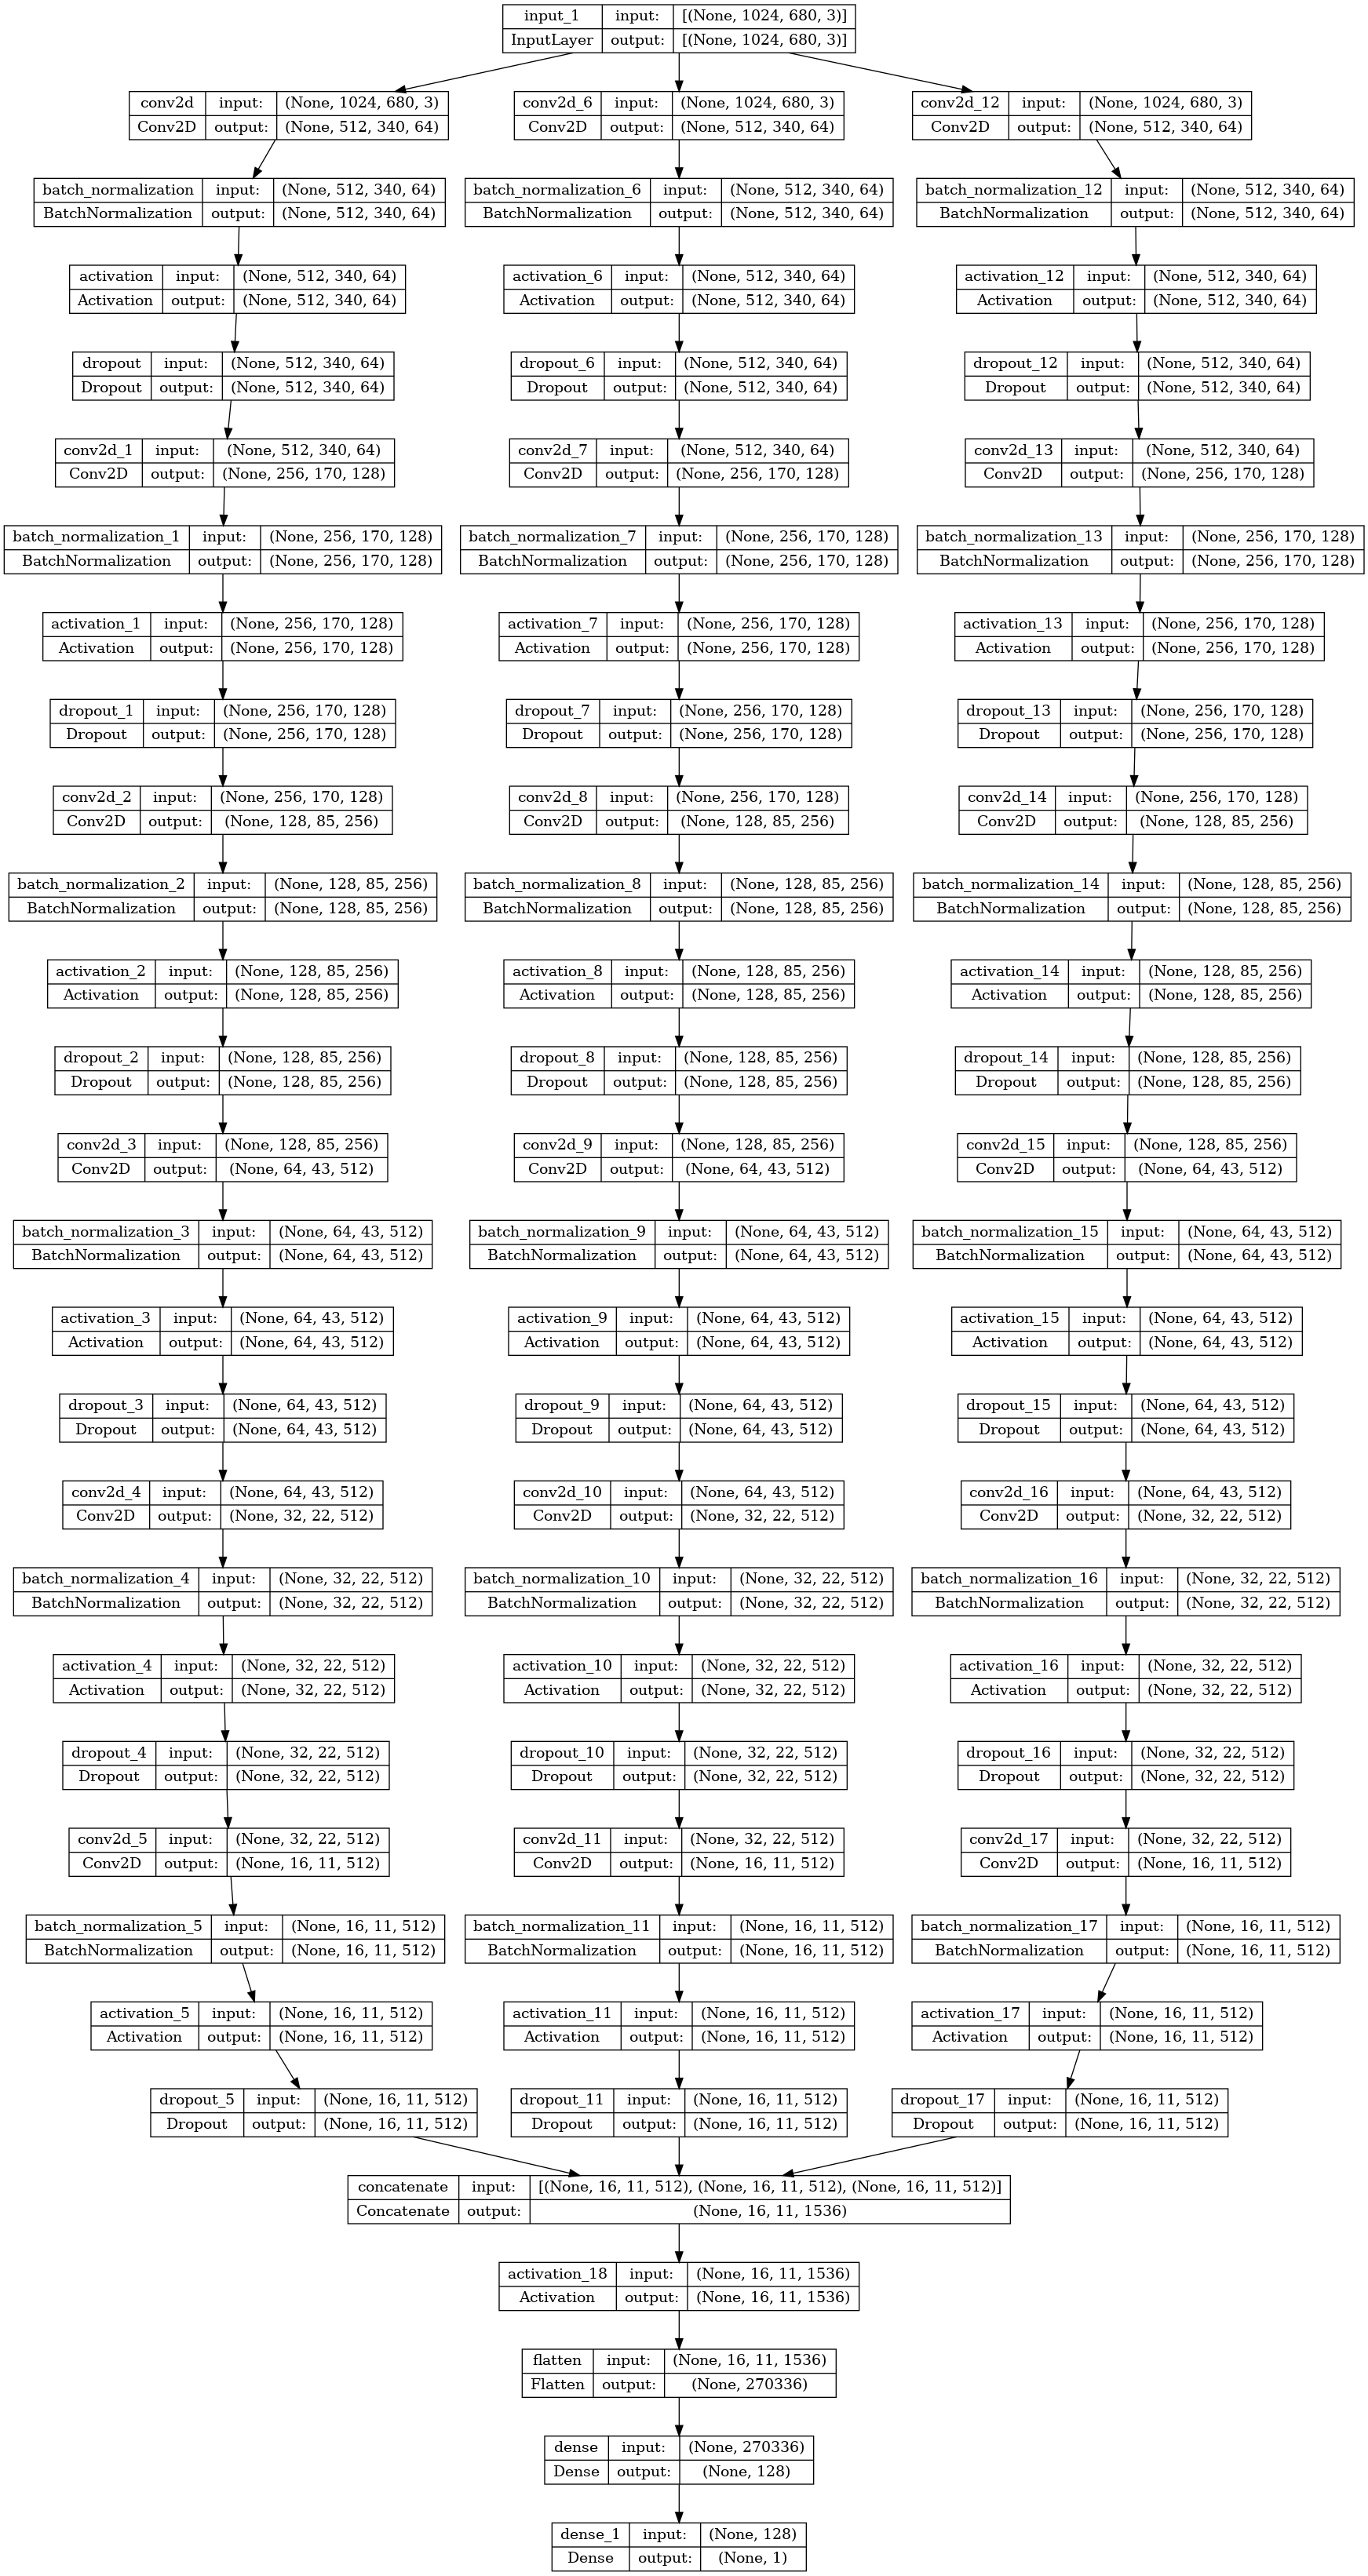 input_1 input: [(None, 1024, 680, 3)]
InputLayer output: [(None, 1024, 680, 3)]
conv2d input: (None, 1024, 680, 3)
Conv2D output: (None, 512, 340, 64)
conv2d_6 input: (None, 1024, 680, 3)
Conv2D output: (None, 512, 340, 64)
conv2d_12 input: (None, 1024, 680, 3)
Conv2D output: (None, 512, 340, 64)
batch_normalization input: (None, 512, 340, 64)
BatchNormalization output: (None, 512, 340, 64)
batch_normalization_6 input: (None, 512, 340, 64)
BatchNormalization output: (None, 512, 340, 64)
batch_normalization_12 input: (None, 512, 340, 64)
BatchNormalization output: (None, 512, 340, 64)
activation input: (None, 512, 340, 64)
Activation output: (None, 512, 340, 64)
activation_6 input: (None, 512, 340, 64)
Activation output: (None, 512, 340, 64)
activation_12 input: (None, 512, 340, 64)
Activation output: (None, 512, 340, 64)
dropout input: (None, 512, 340, 64)
Dropout output: (None, 512, 340, 64)
dropout_6 input: (None, 512, 340, 64)
Dropout output: (None, 512, 340, 64)
dropout_12 input: (None, 512, 340, 64)
Dropout output: (None, 512, 340, 64)
conv2d_1 input: (None, 512, 340, 64)
Conv2D output: (None, 256, 170, 128)
conv2d_7 input: (None, 512, 340, 64)
Conv2D output: (None, 256, 170, 128)
conv2d_13 input: (None, 512, 340, 64)
Conv2D output: (None, 256, 170, 128)
batch_normalization_1 input: (None, 256, 170, 128)
BatchNormalization output: (None, 256, 170, 128)
batch_normalization_7 input: (None, 256, 170, 128)
BatchNormalization output: (None, 256, 170, 128)
batch_normalization_13 input: (None, 256, 170, 128)
BatchNormalization output: (None, 256, 170, 128)
activation_1 input: (None, 256, 170, 128)
Activation output: (None, 256, 170, 128)
activation_7 input: (None, 256, 170, 128)
Activation output: (None, 256, 170, 128)
activation_13 input: (None, 256, 170, 128)
Activation output: (None, 256, 170, 128)
dropout_1 input: (None, 256, 170, 128)
Dropout output: (None, 256, 170, 128)
dropout_7 input: (None, 256, 170, 128)
Dropout output: (None, 256, 170, 128)
dropout_13 input: (None, 256, 170, 128)
Dropout output: (None, 256, 170, 128)
conv2d_2 input: (None, 256, 170, 128)
Conv2D output: (None, 128, 85, 256)
conv2d_8 input: (None, 256, 170, 128)
Conv2D output: (None, 128, 85, 256)
conv2d_14 input: (None, 256, 170, 128)
Conv2D output: (None, 128, 85, 256)
batch_normalization_2 input: (None, 128, 85, 256)
BatchNormalization output: (None, 128, 85, 256)
batch_normalization_8 input: (None, 128, 85, 256)
BatchNormalization output: (None, 128, 85, 256)
batch_normalization_14 input: (None, 128, 85, 256)
BatchNormalization output: (None, 128, 85, 256)
activation_2 input: (None, 128, 85, 256)
Activation output: (None, 128, 85, 256)
activation_8 input: (None, 128, 85, 256)
Activation output: (None, 128, 85, 256)
activation_14 input: (None, 128, 85, 256)
Activation output: (None, 128, 85, 256)
dropout_2 input: (None, 128, 85, 256)
Dropout output: (None, 128, 85, 256)
dropout_8 input: (None, 128, 85, 256)
Dropout output: (None, 128, 85, 256)
dropout_14 input: (None, 128, 85, 256)
Dropout output: (None, 128, 85, 256)
conv2d_3 input: (None, 128, 85, 256)
Conv2D output: (None, 64, 43, 512)
conv2d_9 input: (None, 128, 85, 256)
Conv2D output: (None, 64, 43, 512)
conv2d_15 input: (None, 128, 85, 256)
Conv2D output: (None, 64, 43, 512)
batch_normalization_3 input: (None, 64, 43, 512)
BatchNormalization output: (None, 64, 43, 512)
batch_normalization_9 input: (None, 64, 43, 512)
BatchNormalization output: (None, 64, 43, 512)
batch_normalization_15 input: (None, 64, 43, 512)
BatchNormalization output: (None, 64, 43, 512)
activation_3 input: (None, 64, 43, 512)
Activation output: (None, 64, 43, 512)
activation_9 input: (None, 64, 43, 512)
Activation output: (None, 64, 43, 512)
activation_15 input: (None, 64, 43, 512)
Activation output: (None, 64, 43, 512)
dropout_3 input: (None, 64, 43, 512)
Dropout output: (None, 64, 43, 512)
dropout_9 input: (None, 64, 43, 512)
Dropout output: (None, 64, 43, 512)
dropout_15 input: (None, 64, 43, 512)
Dropout output: (None, 64, 43, 512)
conv2d_4 input: (None, 64, 43, 512)
Conv2D output: (None, 32, 22, 512)
conv2d_10 input: (None, 64, 43, 512)
Conv2D output: (None, 32, 22, 512)
conv2d_16 input: (None, 64, 43, 512)
Conv2D output: (None, 32, 22, 512)
batch_normalization_4 input: (None, 32, 22, 512)
BatchNormalization output: (None, 32, 22, 512)
batch_normalization_10 input: (None, 32, 22, 512)
BatchNormalization output: (None, 32, 22, 512)
batch_normalization_16 input: (None, 32, 22, 512)
BatchNormalization output: (None, 32, 22, 512)
activation_4 input: (None, 32, 22, 512)
Activation output: (None, 32, 22, 512)
activation_10 input: (None, 32, 22, 512)
Activation output: (None, 32, 22, 512)
activation_16 input: (None, 32, 22, 512)
Activation output: (None, 32, 22, 512)
dropout_4 input: (None, 32, 22, 512)
Dropout output: (None, 32, 22, 512)
dropout_10 input: (None, 32, 22, 512)
Dropout output: (None, 32, 22, 512)
dropout_16 input: (None, 32, 22, 512)
Dropout output: (None, 32, 22, 512)
conv2d_5 input: (None, 32, 22, 512)
Conv2D output: (None, 16, 11, 512)
conv2d_11 input: (None, 32, 22, 512)
Conv2D output: (None, 16, 11, 512)
conv2d_17 input: (None, 32, 22, 512)
Conv2D output: (None, 16, 11, 512)
batch_normalization_5 input: (None, 16, 11, 512)
BatchNormalization output: (None, 16, 11, 512)
batch_normalization_11 input: (None, 16, 11, 512)
BatchNormalization output: (None, 16, 11, 512)
batch_normalization_17 input: (None, 16, 11, 512)
BatchNormalization output: (None, 16, 11, 512)
activation_5 input: (None, 16, 11, 512)
Activation output: (None, 16, 11, 512)
activation_11 input: (None, 16, 11, 512)
Activation output: (None, 16, 11, 512)
activation_17 input: (None, 16, 11, 512)
Activation output: (None, 16, 11, 512)
dropout_5 input: (None, 16, 11, 512)
Dropout output: (None, 16, 11, 512)
dropout_11 input: (None, 16, 11, 512)
Dropout output: (None, 16, 11, 512)
dropout_17 input: (None, 16, 11, 512)
Dropout output: (None, 16, 11, 512)
concatenate input: [(None, 16, 11, 512), (None, 16, 11, 512), (None, 16, 11, 512)]
Concatenate output: (None, 16, 11, 1536)
activation_18 input: (None, 16, 11, 1536)
Activation output: (None, 16, 11, 1536)
flatten input: (None, 16, 11, 1536)
Flatten output: (None, 270336)
dense input: (None, 270336)
Dense output: (None, 128)
dense_1 input: (None, 128)
Dense output: (None, 1)